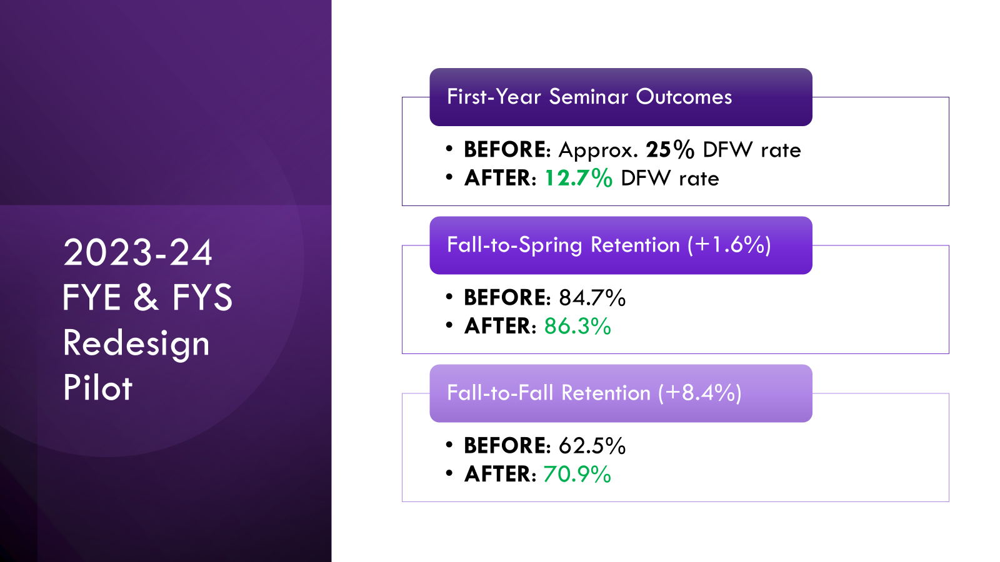 2023-24
FYE & FYS
Redesign
Pilot
First-Year Seminar Outcomes
• BEFORE: Approx. 25% DFW rate
• AFTER: 12.7% DFW rate
Fall-to-Spring Retention (+1.6%)
• BEFORE: 84.7%
• AFTER: 86.3%
Fall-to-Fall Retention (+8.4%)
• BEFORE: 62.5%
• AFTER: 70.9%